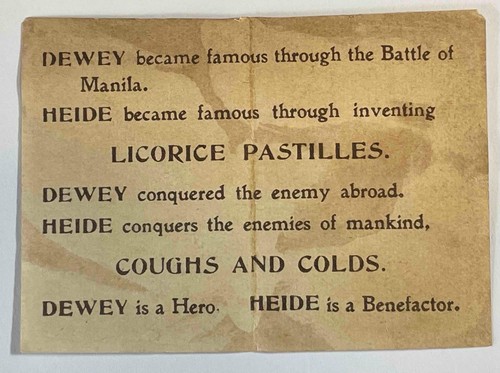 DEWEY became famous through the Battle of
Manila.
HEIDE became famous through inventing
LICORICE PASTILLES.
DEWEY conquered the enemy abroad.
HEIDE conquers the enemies of mankind,
COUGHS AND COLDS.
DEWEY is a Hero. HEIDE is a Benefactor.